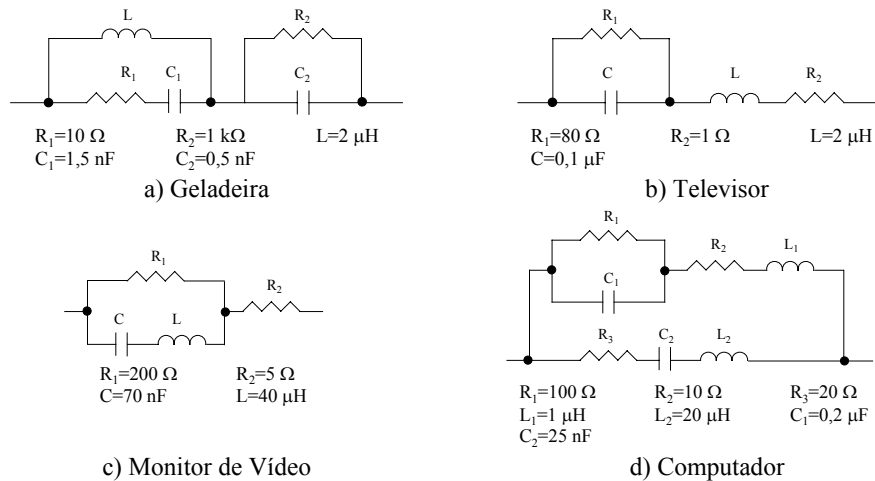 L
R₂
R₁ C₁
C₂
R₁=10 Ω R₂=1 kΩ L=2 μH
C₁=1,5 nF C₂=0,5 nF
a) Geladeira
R₁
C L R₂
R₁=80 Ω R₂=1 Ω L=2 μH
C=0,1 μF
b) Televisor
R₁
R₂
C L
R₁=200 Ω R₂=5 Ω
C=70 nF L=40 μH
c) Monitor de Vídeo
R₁
R₂ L₁
C₁
R₃ C₂ L₂
R₁=100 Ω R₂=10 Ω R₃=20 Ω
L₁=1 μH L₂=20 μH C₁=0,2 μF
C₂=25 nF
d) Computador